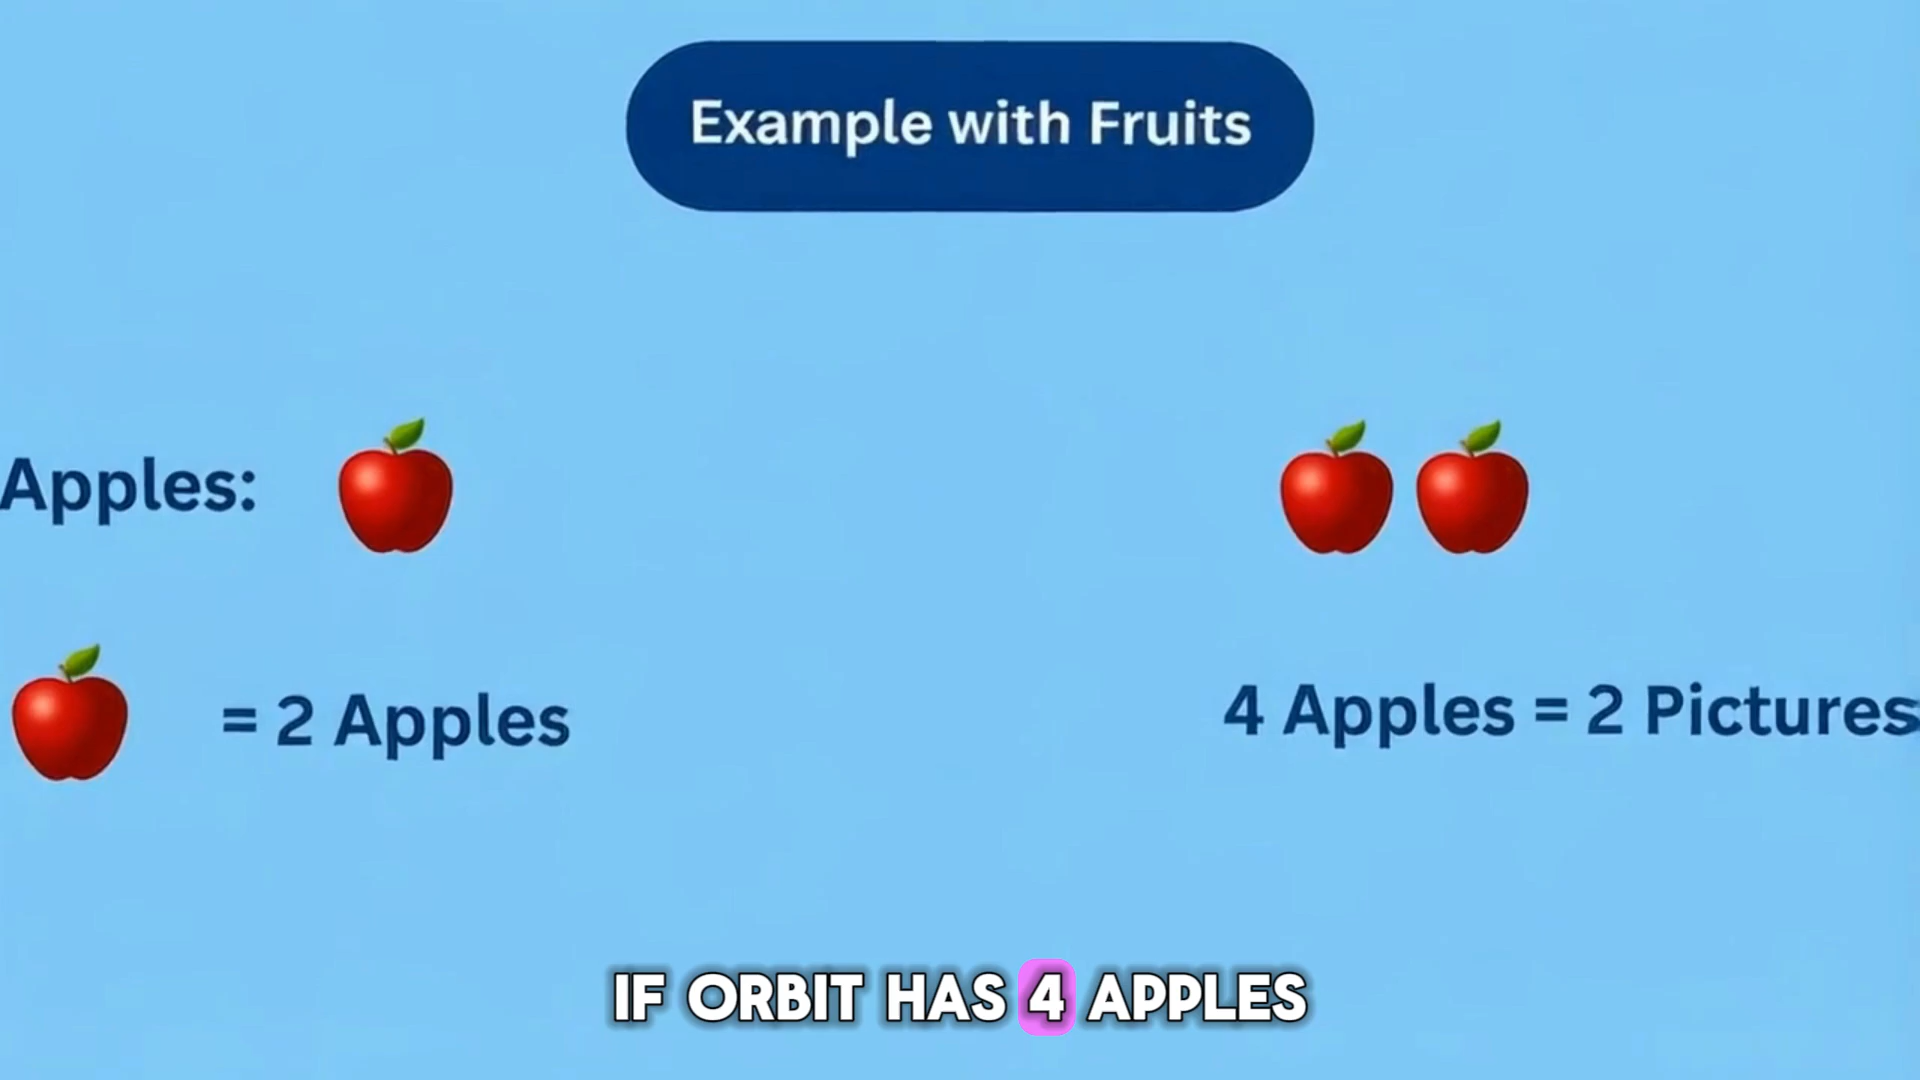 Example with Fruits
Apples:
= 2 Apples
4 Apples = 2 Pictures
IF ORBIT HAS 4 APPLES